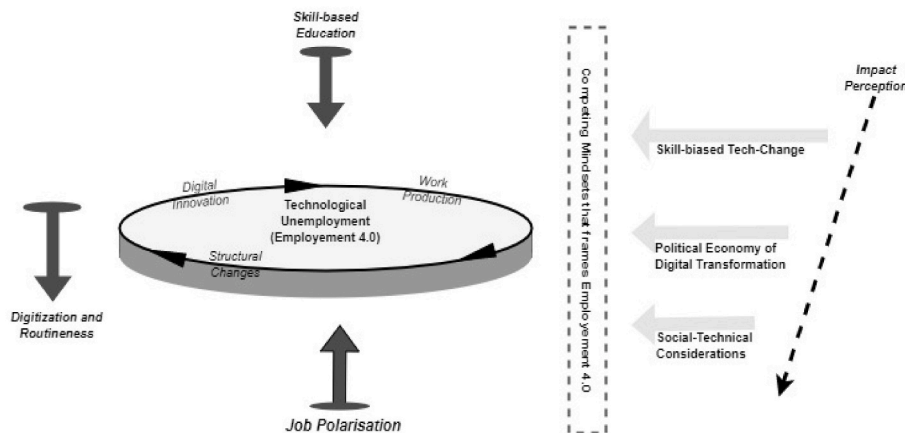 Skill-based
Education
Impact
Perception
Competing Mindsets that frames Employement 4.0
Skill-biased Tech-Change
Digital
Innovation
Work
Production
Technological
Unemployment
(Employement 4.0)
Structural
Changes
Political Economy of
Digital Transformation
Digitization and
Routineness
Social-Technical
Considerations
Job Polarisation